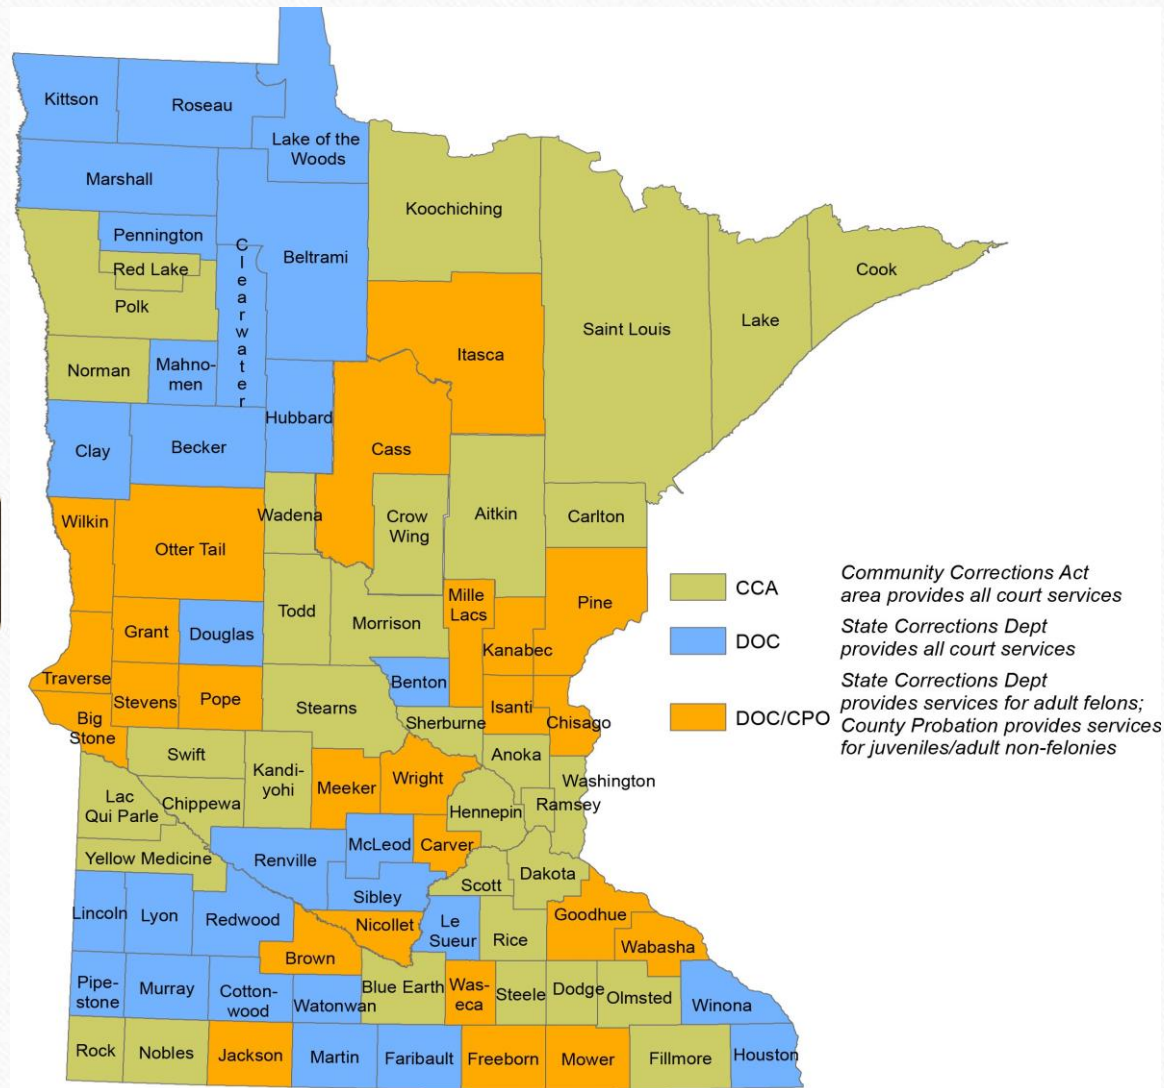 Kittson
Roseau
Lake of the
Woods
Marshall
Koochiching
Pennington
Clearwater
Beltrami
Red Lake
Polk
Cook
Saint Louis
Lake
Itasca
Norman
Mahno-
men
Hubbard
Clay
Becker
Cass
Wilkin
Wadena
Crow
Wing
Aitkin
Carlton
Otter Tail
CCA
Community Corrections Act
area provides all court services
DOC
State Corrections Dept
provides all court services
DOC/CPO
State Corrections Dept
provides services for adult felons;
County Probation provides services
for juveniles/adult non-felonies
Todd
Morrison
Mille
Lacs
Pine
Grant
Douglas
Kanabec
Traverse
Stevens
Pope
Benton
Isanti
Chisago
Big
Stone
Stearns
Sherburne
Swift
Kandi-
yohi
Anoka
Washington
Meeker
Wright
Lac
Qui Parle
Chippewa
Hennepin
Ramsey
Yellow Medicine
Renville
McLeod
Carver
Scott
Dakota
Sibley
Lincoln
Lyon
Redwood
Nicollet
Le
Sueur
Rice
Goodhue
Wabasha
Brown
Pipe-
stone
Murray
Cotton-
wood
Watonwan
Blue Earth
Was-
eca
Steele
Dodge
Olmsted
Winona
Rock
Nobles
Jackson
Martin
Faribault
Freeborn
Mower
Fillmore
Houston